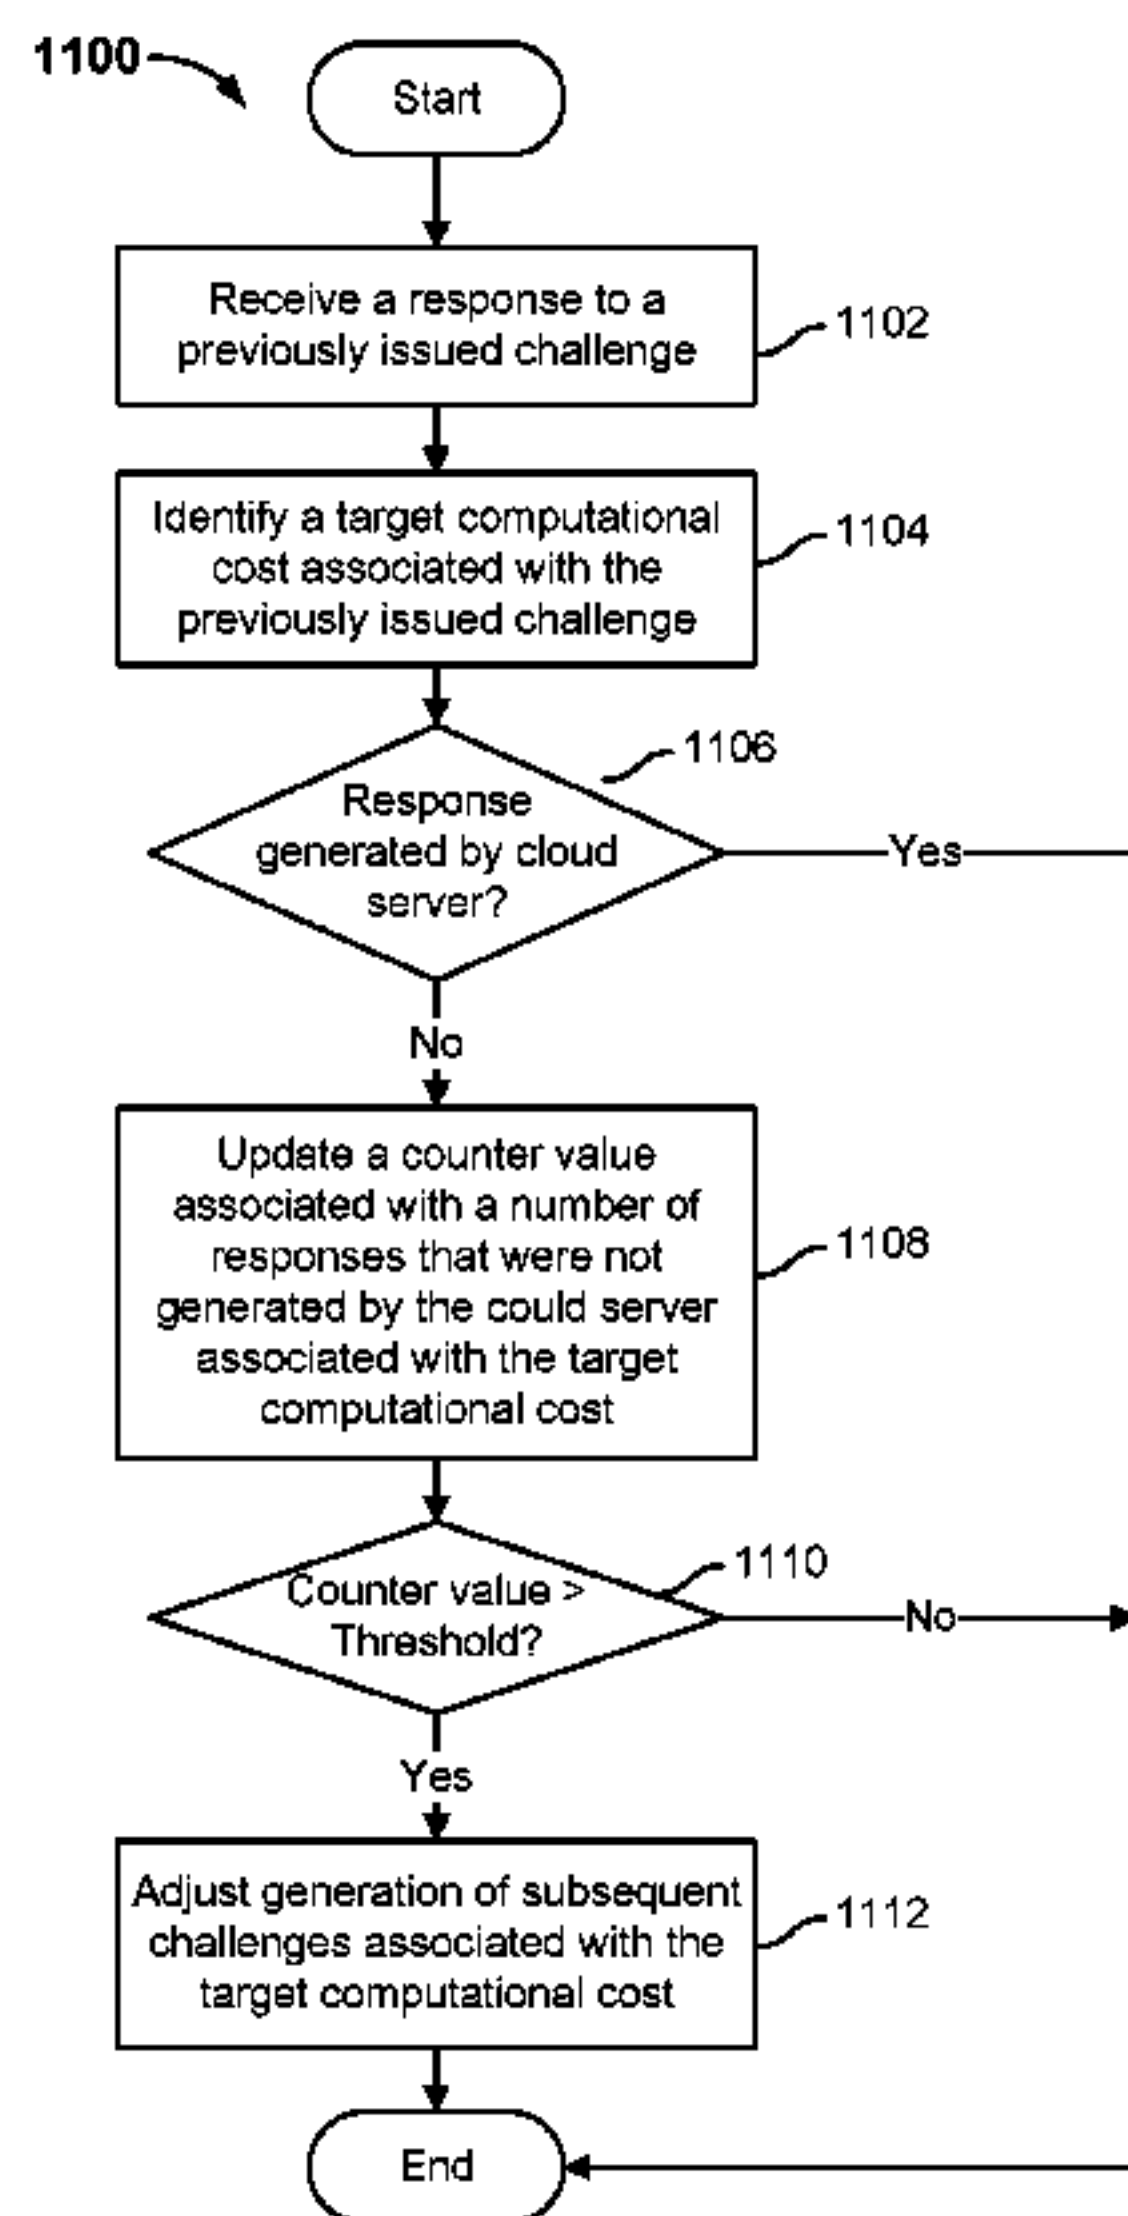 1100
Start
Receive a response to a
previously issued challenge
1102
Identify a target computational
cost associated with the
previously issued challenge
1104
1106
Response
generated by cloud
server?
Yes
No
Update a counter value
associated with a number of
responses that were not
generated by the could server
associated with the target
computational cost
1108
1110
Counter value >
Threshold?
No
Yes
Adjust generation of subsequent
challenges associated with the
target computational cost
1112
End